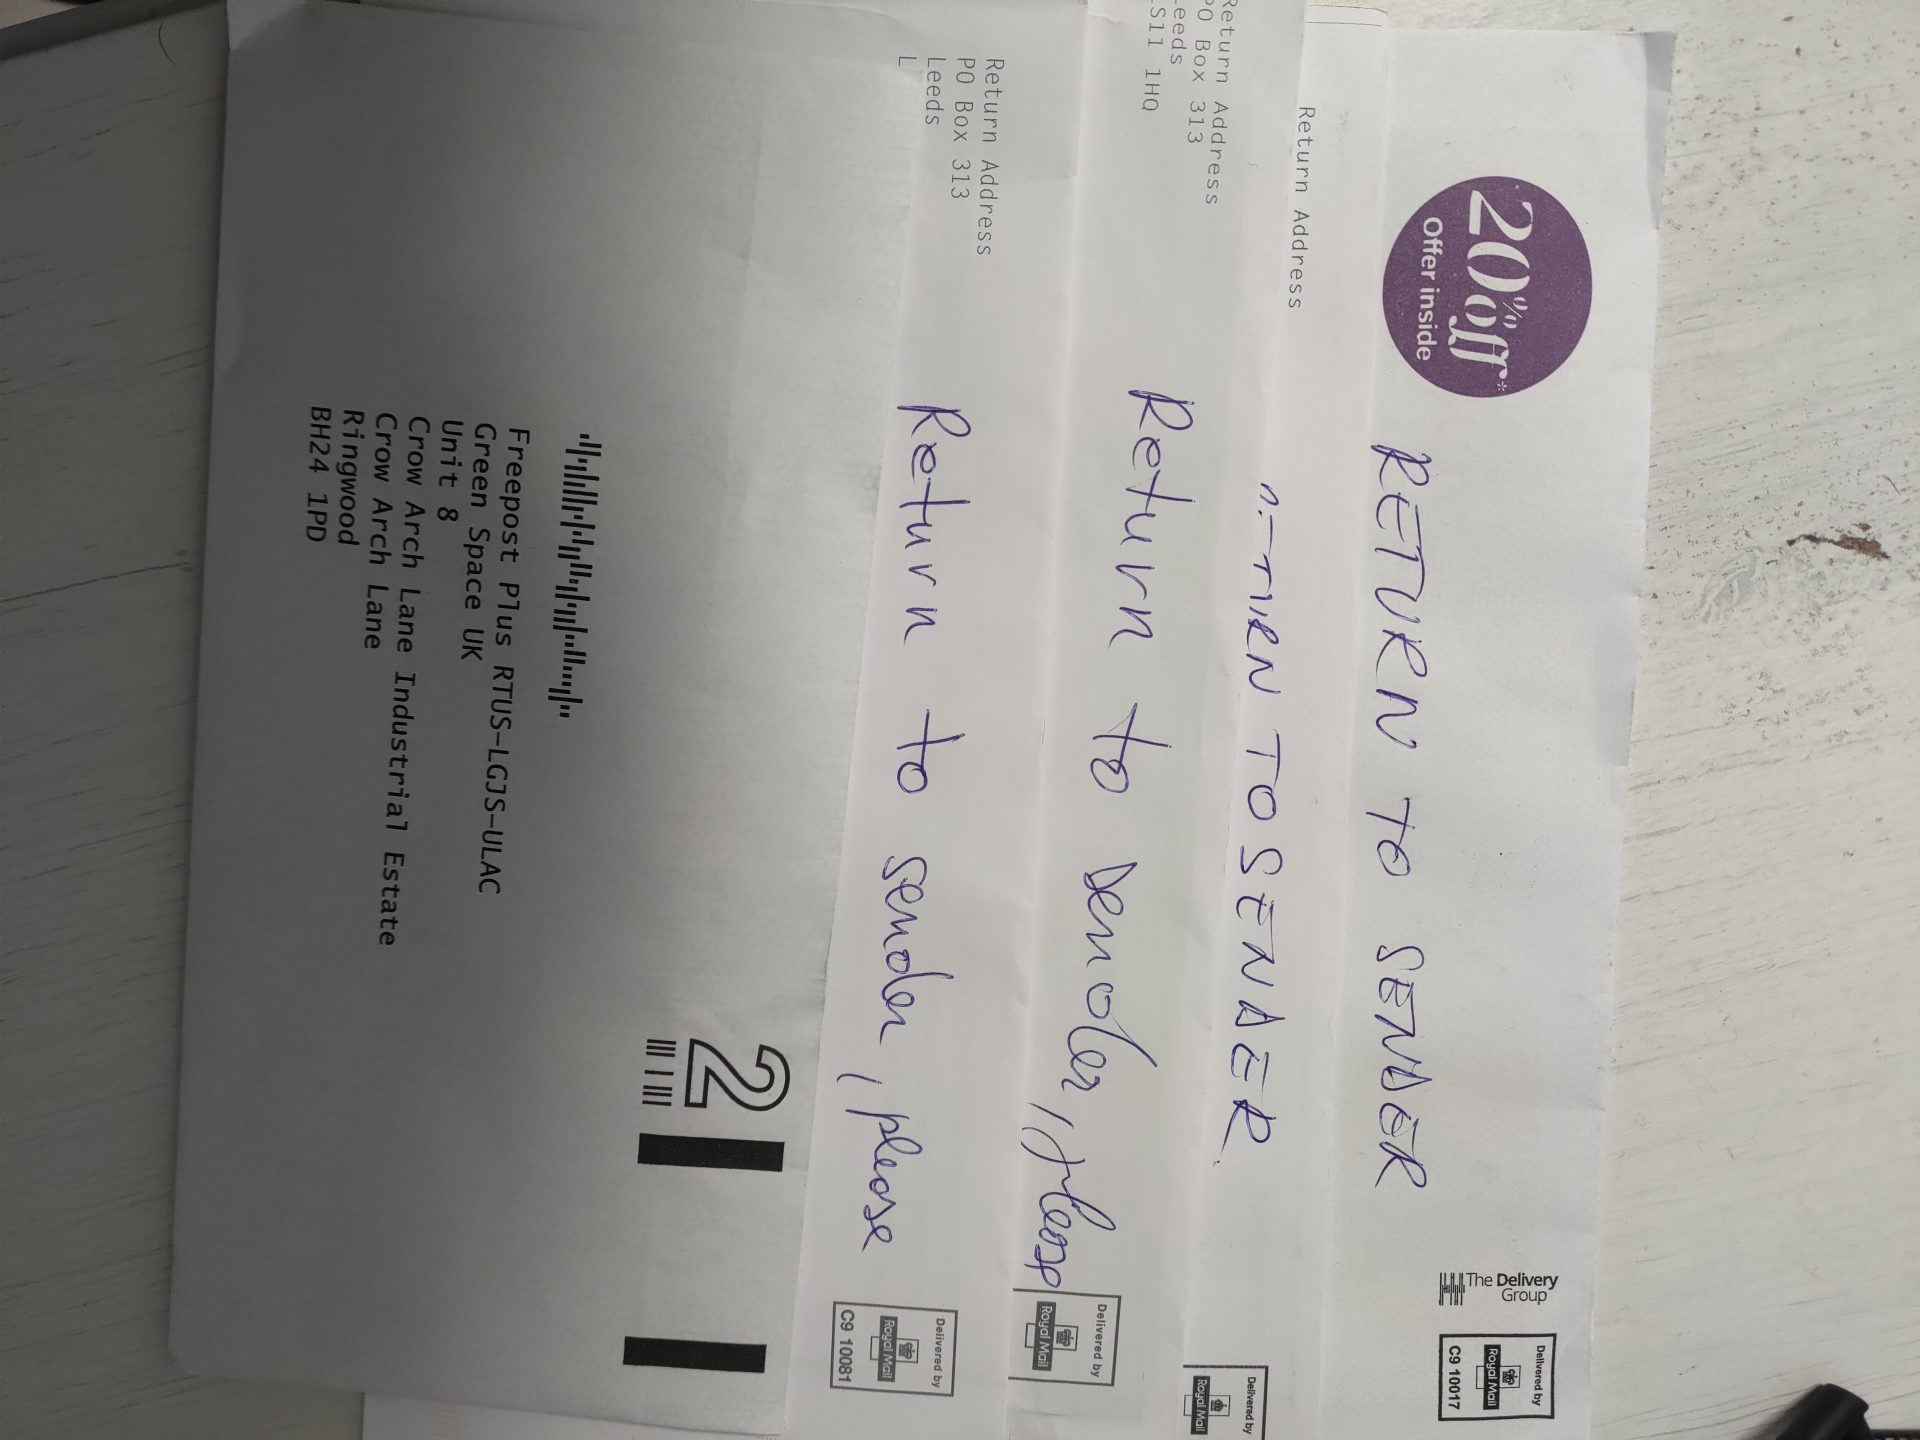 20% off*
Offer inside
RETURN TO SENDER
The Delivery
Group
Delivered by
Royal Mail
C9 10017
Return Address
TURN TO SENDER
Delivered by
Royal Mail
Return Address
PO Box 313
Leeds
LS11 1HQ
Return to sender, please
Delivered by
Royal Mail
Return Address
PO Box 313
Leeds
L
Return to sender, please
Delivered by
Royal Mail
C9 10081
2
Freepost Plus RTUS-LGJS-ULAC
Green Space UK
Unit 8
Crow Arch Lane Industrial Estate
Crow Arch Lane
Ringwood
BH24 1PD